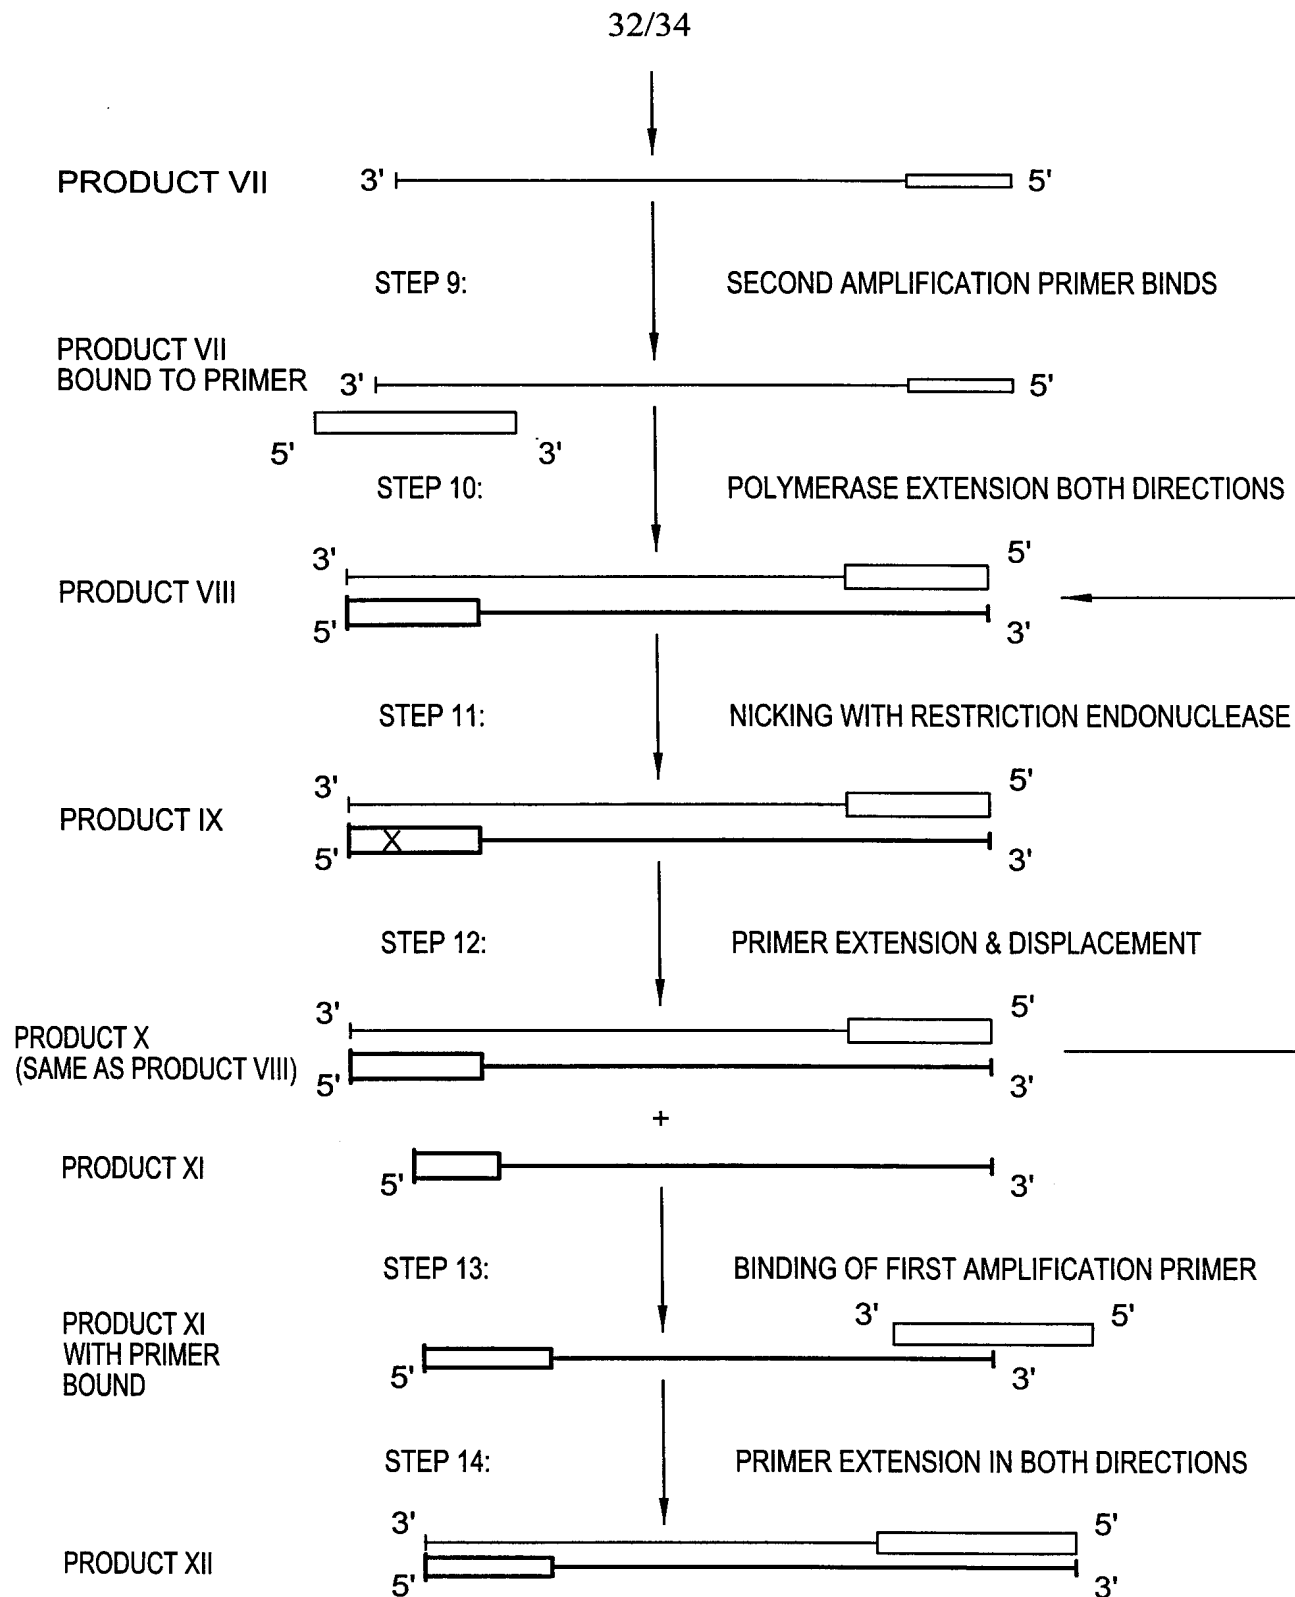 32/34
PRODUCT VII
3'
5'
STEP 9:
SECOND AMPLIFICATION PRIMER BINDS
PRODUCT VII
BOUND TO PRIMER
3'
5'
5'
3'
STEP 10:
POLYMERASE EXTENSION BOTH DIRECTIONS
3'
5'
PRODUCT VIII
5'
3'
STEP 11:
NICKING WITH RESTRICTION ENDONUCLEASE
3'
5'
PRODUCT IX
X
5'
3'
STEP 12:
PRIMER EXTENSION & DISPLACEMENT
3'
5'
PRODUCT X
(SAME AS PRODUCT VIII)
5'
3'
+
PRODUCT XI
5'
3'
STEP 13:
BINDING OF FIRST AMPLIFICATION PRIMER
3'
5'
PRODUCT XI
WITH PRIMER
BOUND
5'
3'
STEP 14:
PRIMER EXTENSION IN BOTH DIRECTIONS
3'
5'
PRODUCT XII
5'
3'